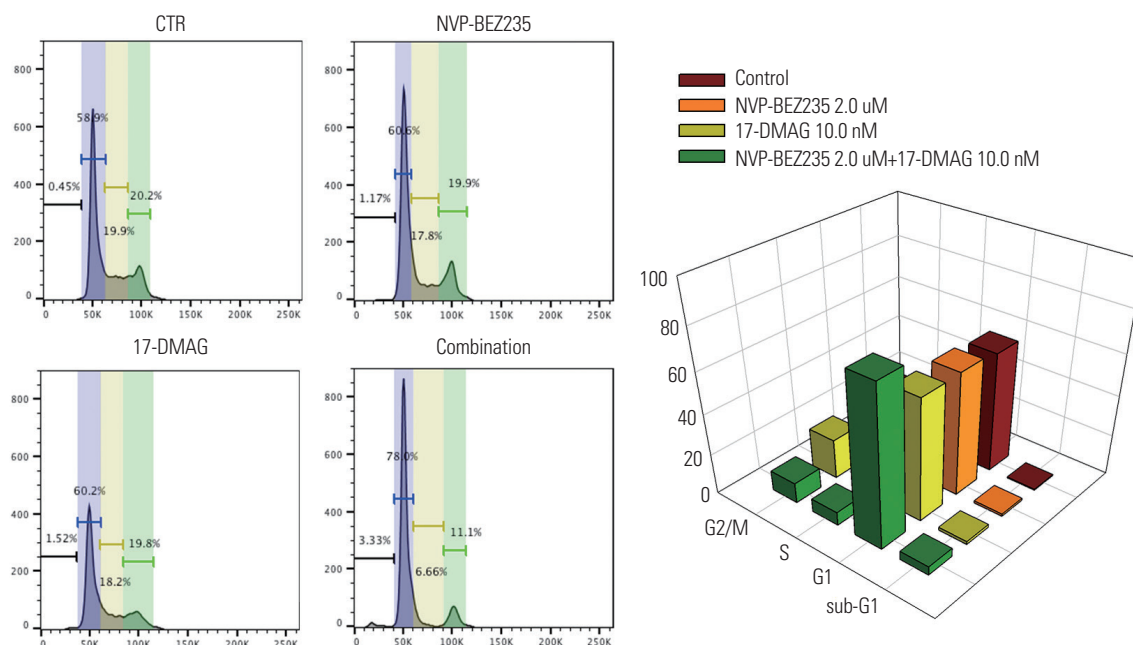 CTR
800
600
400
200
0
58.9%
0.45%
20.2%
19.9%
0 50K 100K 150K 200K 250K
NVP-BEZ235
800
600
400
200
0
60.6%
1.17%
19.9%
17.8%
0 50K 100K 150K 200K 250K
17-DMAG
800
600
400
200
0
60.2%
1.52%
19.8%
18.2%
0 50K 100K 150K 200K 250K
Combination
800
600
400
200
0
78.0%
3.33%
11.1%
6.66%
0 50K 100K 150K 200K 250K
Control
NVP-BEZ235 2.0 uM
17-DMAG 10.0 nM
NVP-BEZ235 2.0 uM+17-DMAG 10.0 nM
100
80
60
40
20
0
G2/M
S
G1
sub-G1